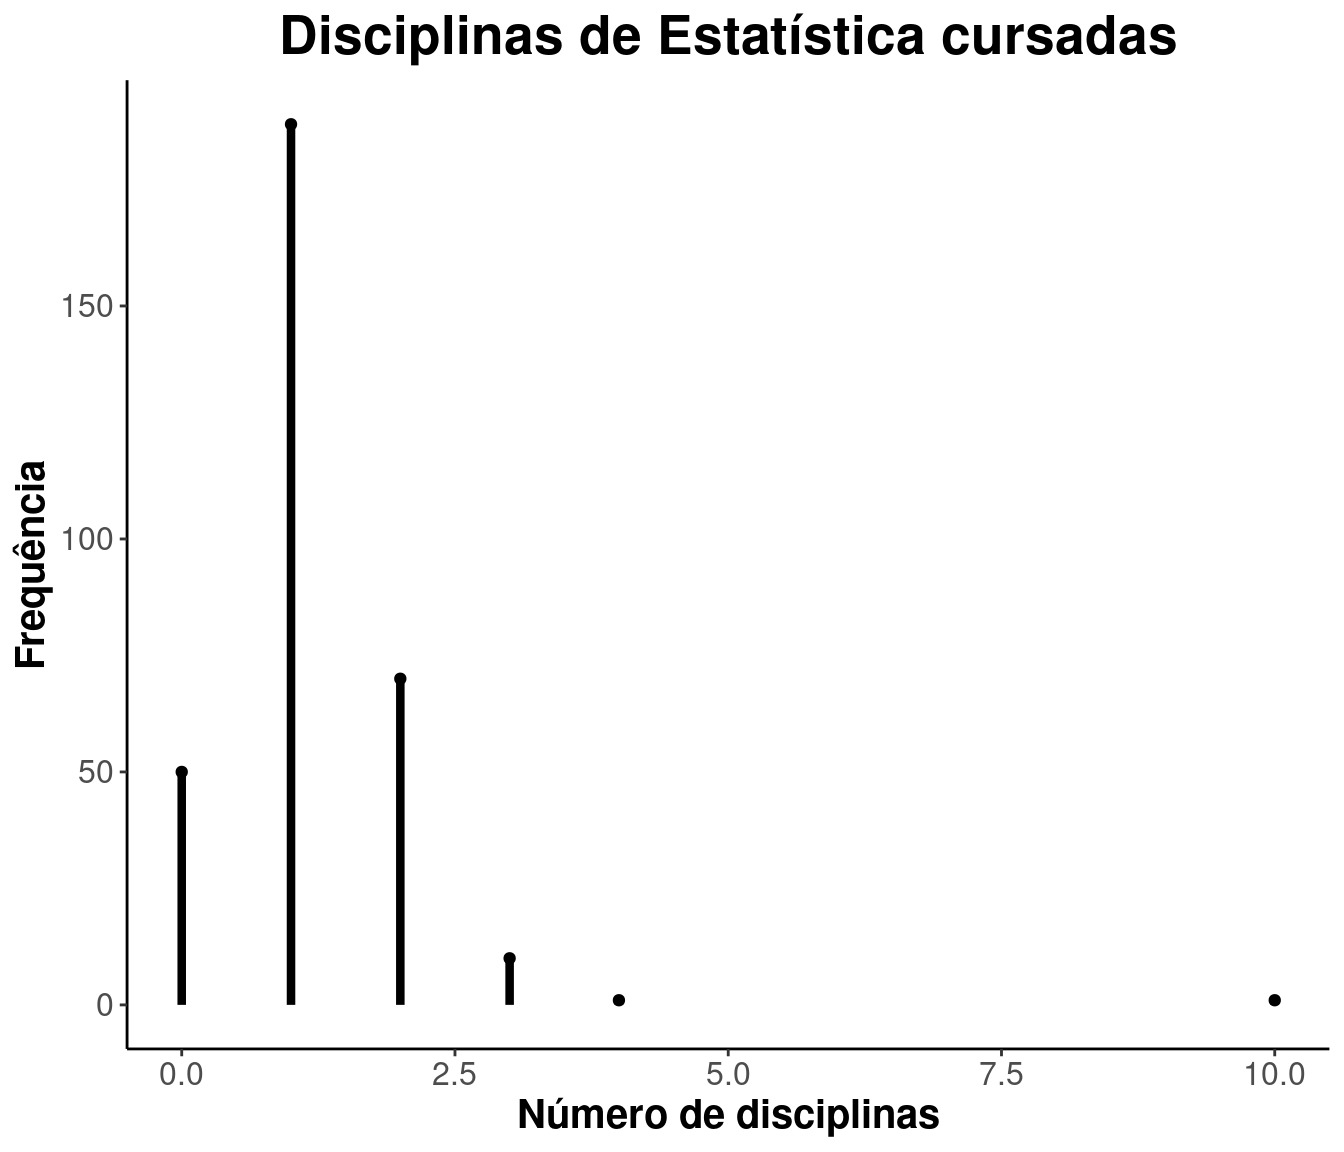 Disciplinas de Estatística cursadas
Frequência
150
100
50
0
0.0 2.5 5.0 7.5 10.0
Número de disciplinas